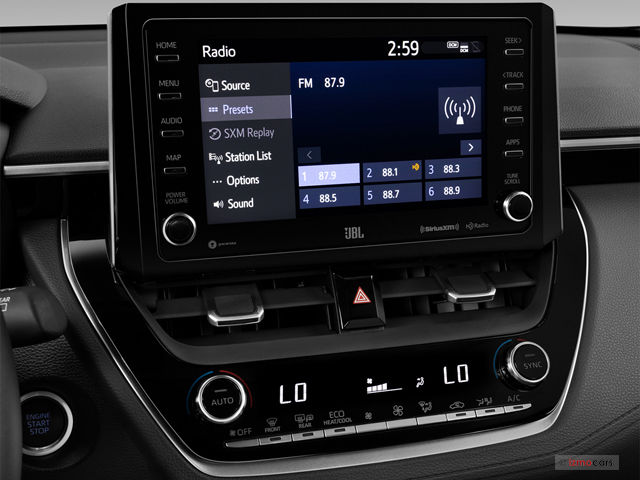 HOME
MENU
AUDIO
MAP
POWER
VOLUME
Radio
2:59
DCM
DCM
Source
Presets
SXM Replay
Station List
Options
Sound
FM 87.9
1 87.9
2 88.1
3 88.3
4 88.5
5 88.7
6 88.9
SEEK>
<TRACK
PHONE
APPS
TUNE
SCROLL
JBL
SiriusXM
HD Radio
REAR
ENGINE
START
STOP
AUTO
LO
LO
SYNC
OFF
FRONT
REAR
ECO
HEAT/COOL
A/C